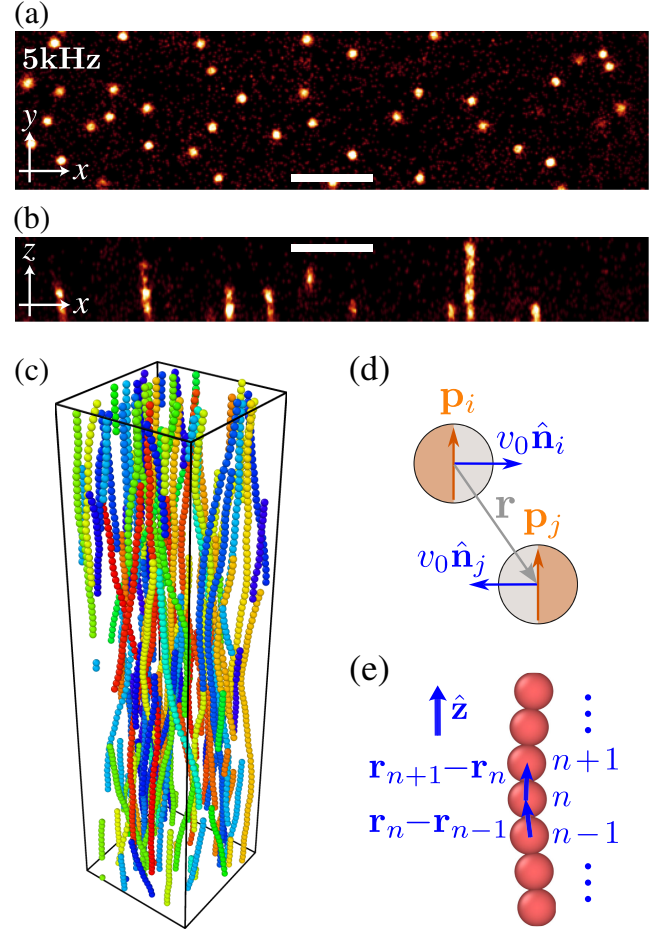 (a)
5kHz
y
x
(b)
z
x
(c)
(d)
p_i
v_0 n̂_i
r
p_j
v_0 n̂_j
(e)
ẑ
r_{n+1}−r_n
n+1
n
r_n−r_{n−1}
n−1